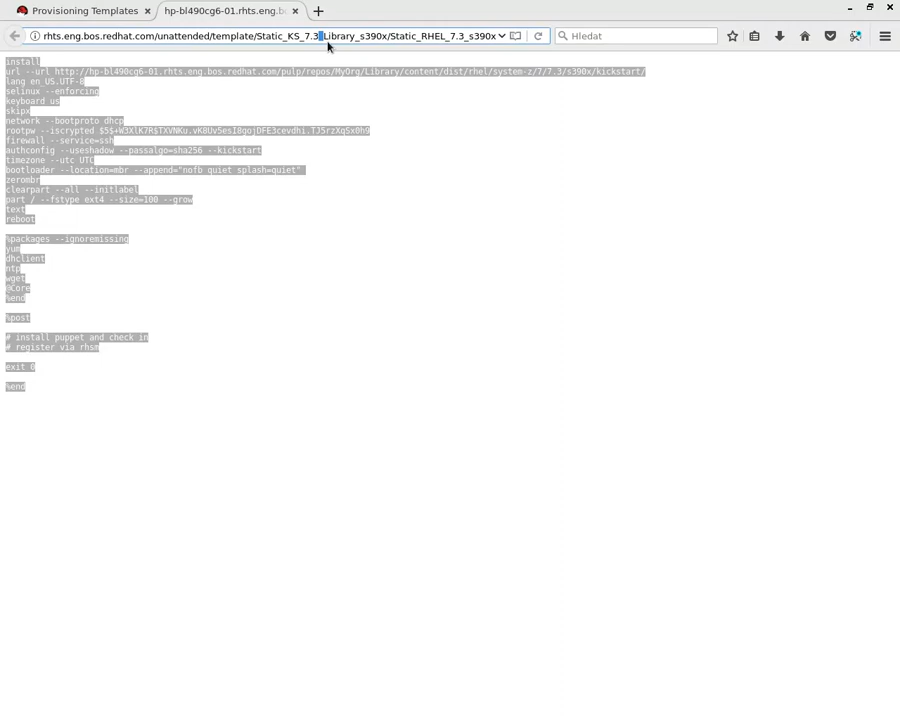 Provisioning Templates
hp-bl490cg6-01.rhts.eng.bo
rhts.eng.bos.redhat.com/unattended/template/Static_KS_7.3_Library_s390x/Static_RHEL_7.3_s390x
Hledat
install
url --url http://hp-bl490cg6-01.rhts.eng.bos.redhat.com/pulp/repos/MyOrg/Library/content/dist/rhel/system-z/7/7.3/s390x/kickstart/
lang en_US.UTF-8
selinux --enforcing
keyboard us
skipx
network --bootproto dhcp
rootpw --iscrypted
firewall --service=ssh
authconfig --useshadow --passalgo=sha256 --kickstart
timezone --utc UTC
bootloader --location=mbr --append="nofb quiet splash=quiet"
zerombr
clearpart --all --initlabel
part / --fstype ext4 --size=100 --grow
text
reboot
%packages --ignoremissing
yum
dhclient
ntp
wget
@Core
%end
%post
# install puppet and check in
# register via rhsm
exit 0
%end